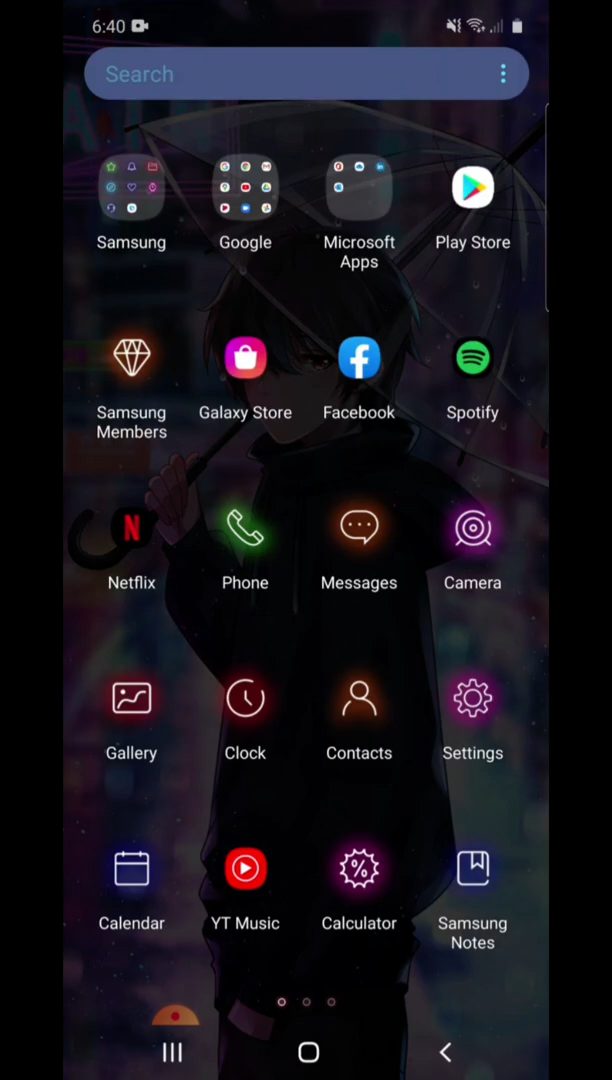 6:40
Search
Samsung
Google
Microsoft
Apps
Play Store
Samsung
Members
Galaxy Store
Facebook
Spotify
N
Netflix
Phone
Messages
Camera
Gallery
Clock
Contacts
Settings
Calendar
YT Music
Calculator
Samsung
Notes